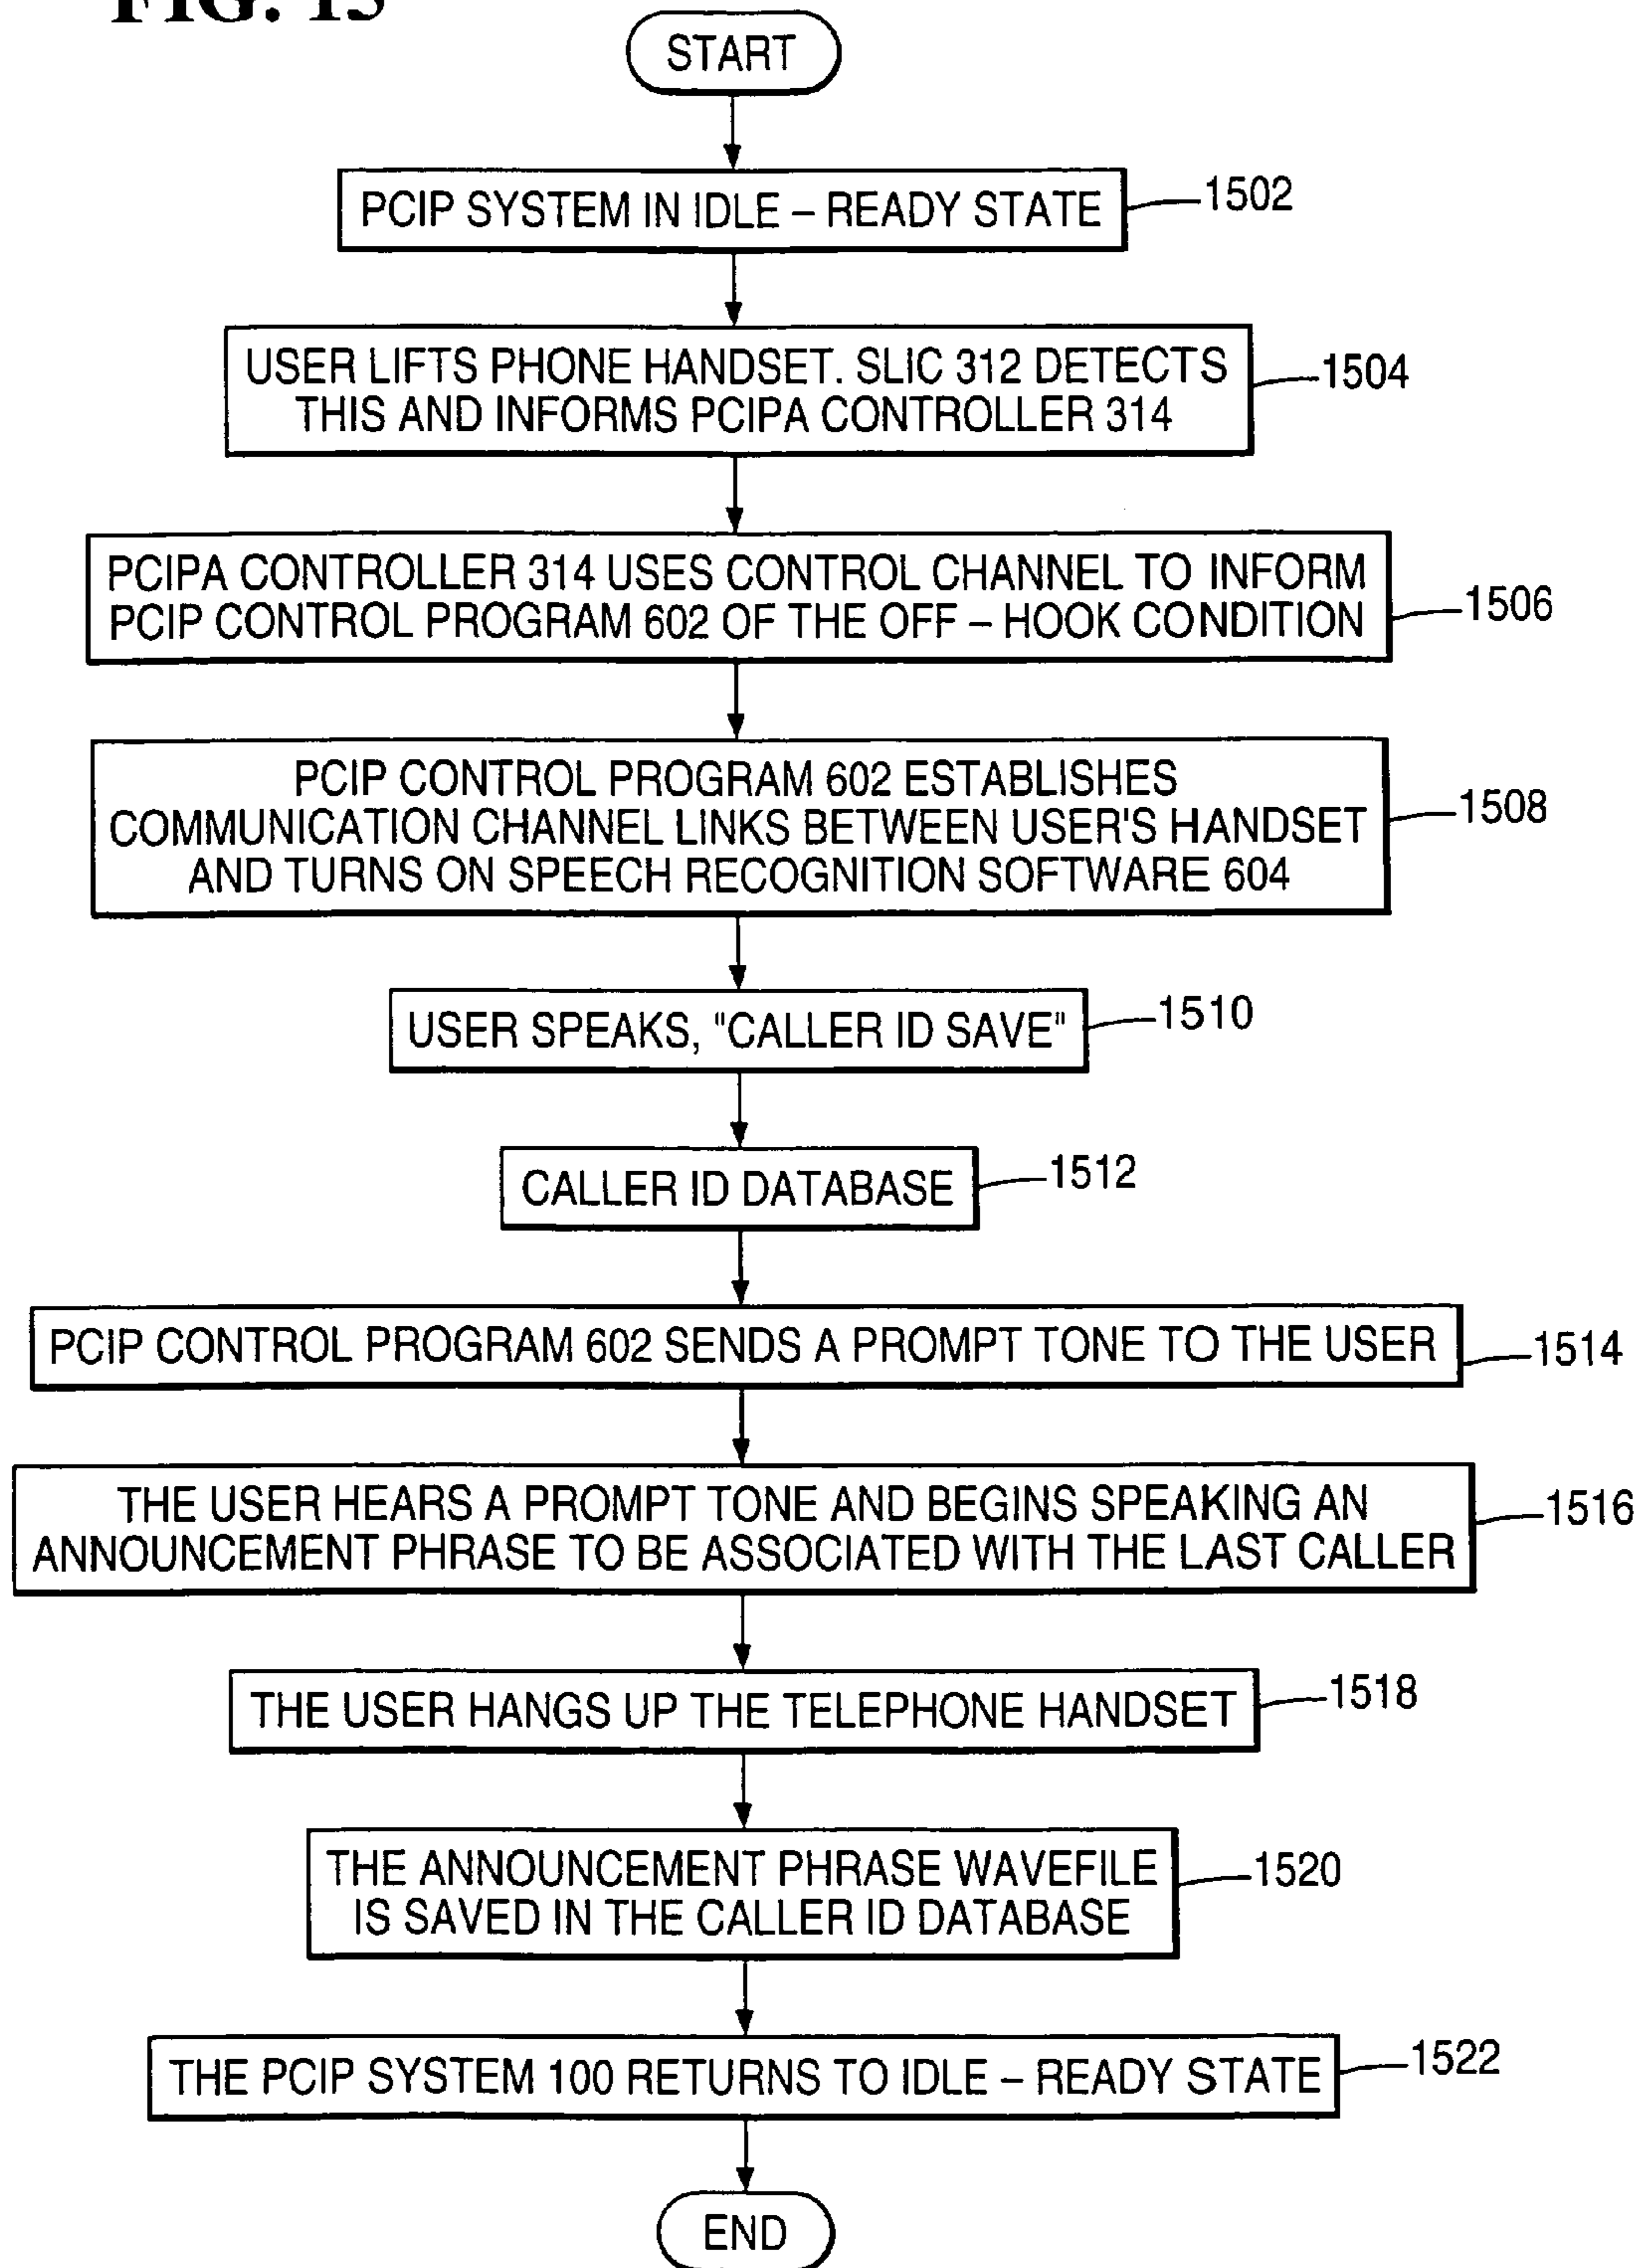 FIG. 15
START
PCIP SYSTEM IN IDLE – READY STATE
1502
USER LIFTS PHONE HANDSET. SLIC 312 DETECTS
THIS AND INFORMS PCIPA CONTROLLER 314
1504
PCIPA CONTROLLER 314 USES CONTROL CHANNEL TO INFORM
PCIP CONTROL PROGRAM 602 OF THE OFF – HOOK CONDITION
1506
PCIP CONTROL PROGRAM 602 ESTABLISHES
COMMUNICATION CHANNEL LINKS BETWEEN USER'S HANDSET
AND TURNS ON SPEECH RECOGNITION SOFTWARE 604
1508
USER SPEAKS, "CALLER ID SAVE"
1510
CALLER ID DATABASE
1512
PCIP CONTROL PROGRAM 602 SENDS A PROMPT TONE TO THE USER
1514
THE USER HEARS A PROMPT TONE AND BEGINS SPEAKING AN
ANNOUNCEMENT PHRASE TO BE ASSOCIATED WITH THE LAST CALLER
1516
THE USER HANGS UP THE TELEPHONE HANDSET
1518
THE ANNOUNCEMENT PHRASE WAVEFILE
IS SAVED IN THE CALLER ID DATABASE
1520
THE PCIP SYSTEM 100 RETURNS TO IDLE – READY STATE
1522
END